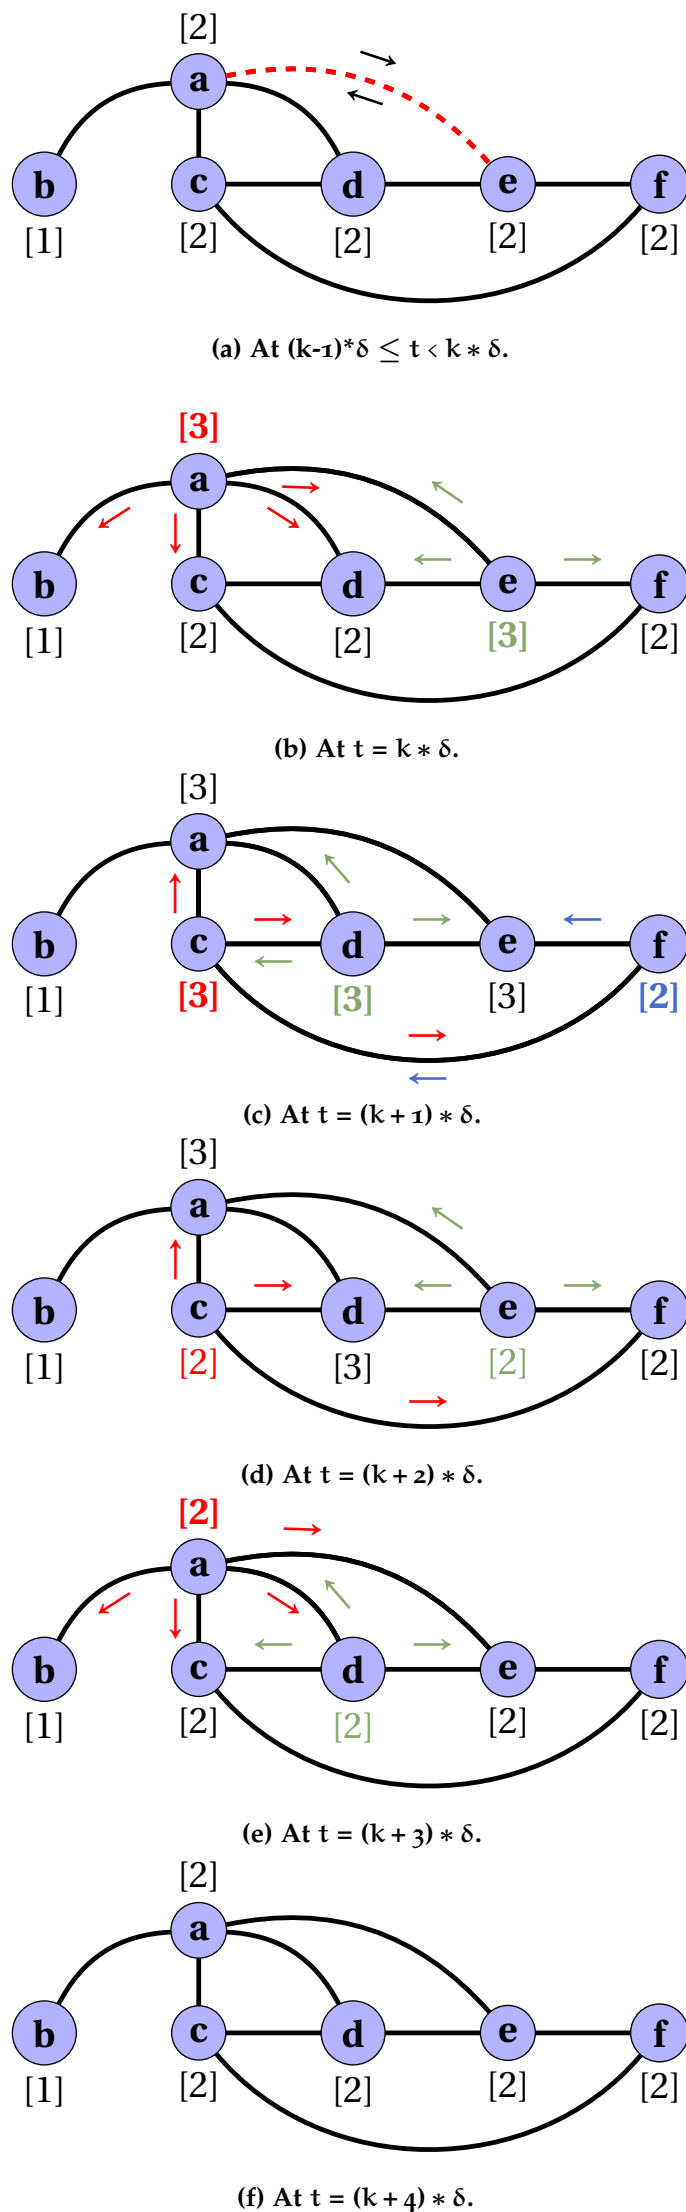 [2]
a
b c d e f
[1] [2] [2] [2] [2]
(a) At (k-1)*δ ≤ t < k * δ.
[3]
a
b c d e f
[1] [2] [2] [3] [2]
(b) At t = k * δ.
[3]
a
b c d e f
[1] [3] [3] [3] [2]
(c) At t = (k + 1) * δ.
[3]
a
b c d e f
[1] [2] [3] [2] [2]
(d) At t = (k + 2) * δ.
[2]
a
b c d e f
[1] [2] [2] [2] [2]
(e) At t = (k + 3) * δ.
[2]
a
b c d e f
[1] [2] [2] [2] [2]
(f) At t = (k + 4) * δ.